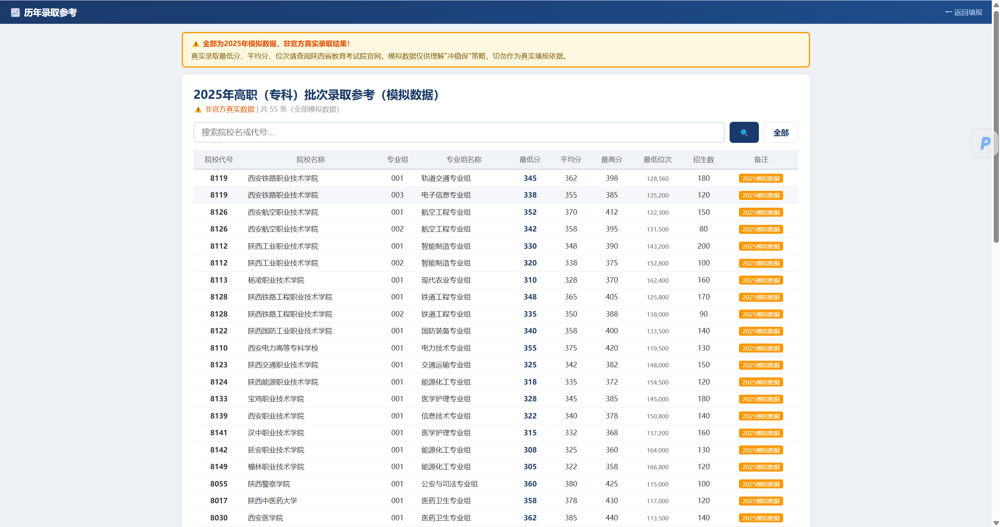 历年录取参考
← 返回填报
全部为2025年模拟数据，非官方真实录取结果！
真实录取最低分、平均分、位次请查阅陕西省教育考试院官网。模拟数据仅供理解"冲稳保"策略，切勿作为真实填报依据。
2025年高职（专科）批次录取参考（模拟数据）
非官方真实数据 | 共 55 条（全部模拟数据）
搜索院校名或代号... 全部
院校代号 院校名称 专业组 专业组名称 最低分 平均分 最高分 最低位次 招生数 备注
8119 西安铁路职业技术学院 001 轨道交通专业组 345 362 398 128,560 180 2025模拟数据
8119 西安铁路职业技术学院 003 电子信息专业组 338 355 385 135,200 120 2025模拟数据
8126 西安航空职业技术学院 001 航空工程专业组 352 370 412 122,300 150 2025模拟数据
8126 西安航空职业技术学院 002 航空工程专业组 342 358 395 131,500 80 2025模拟数据
8112 陕西工业职业技术学院 001 智能制造专业组 330 348 390 143,200 200 2025模拟数据
8112 陕西工业职业技术学院 002 智能制造专业组 320 338 375 152,800 100 2025模拟数据
8113 杨凌职业技术学院 001 现代农业专业组 310 328 370 162,400 160 2025模拟数据
8128 陕西铁路工程职业技术学院 001 铁道工程专业组 348 365 405 125,800 170 2025模拟数据
8128 陕西铁路工程职业技术学院 002 铁道工程专业组 335 350 388 138,000 90 2025模拟数据
8122 陕西国防工业职业技术学院 001 国防装备专业组 340 358 400 133,500 140 2025模拟数据
8110 西安电力高等专科学校 001 电力技术专业组 355 375 420 119,500 130 2025模拟数据
8123 陕西交通职业技术学院 001 交通运输专业组 325 342 382 148,000 150 2025模拟数据
8124 陕西能源职业技术学院 001 能源化工专业组 318 335 372 154,500 120 2025模拟数据
8133 宝鸡职业技术学院 001 医学护理专业组 328 345 385 145,000 180 2025模拟数据
8139 西安职业技术学院 001 信息技术专业组 322 340 378 150,800 140 2025模拟数据
8141 汉中职业技术学院 001 医学护理专业组 315 332 368 157,200 160 2025模拟数据
8142 延安职业技术学院 001 能源化工专业组 308 325 360 164,000 130 2025模拟数据
8149 榆林职业技术学院 001 能源化工专业组 305 322 358 166,800 120 2025模拟数据
8055 陕西警察学院 001 公安与司法专业组 360 380 425 115,000 100 2025模拟数据
8017 陕西中医药大学 001 医药卫生专业组 358 378 430 117,000 120 2025模拟数据
8030 西安医学院 001 医药卫生专业组 362 385 440 113,500 140 2025模拟数据
P